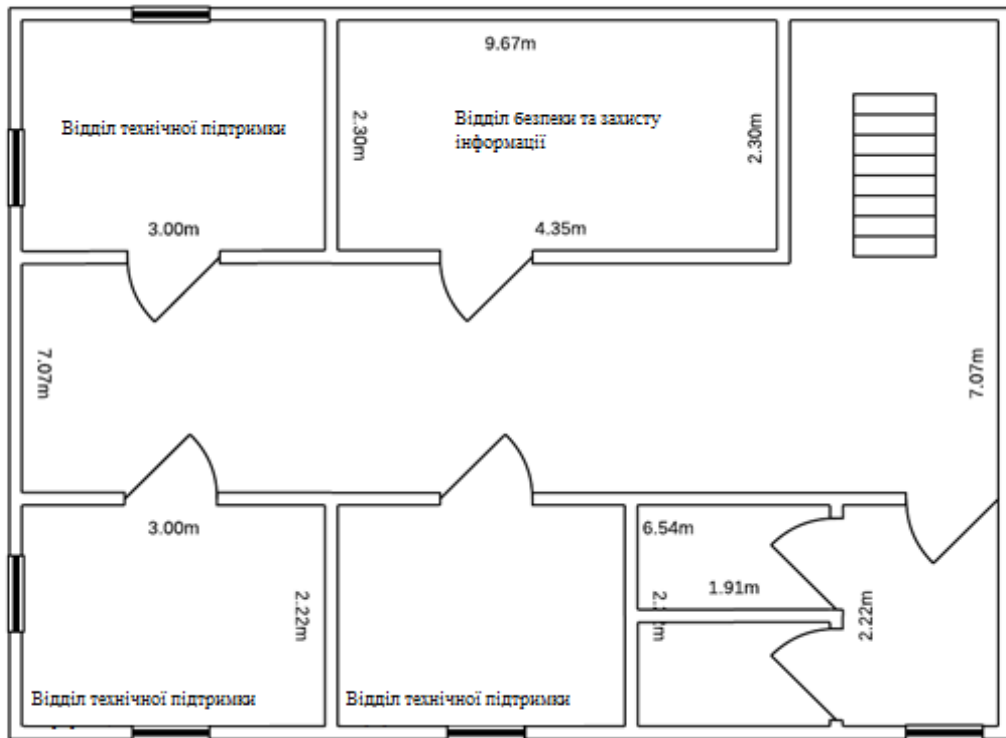 9.67m
Відділ технічної підтримки
2.30m
Відділ безпеки та захисту
інформації
2.30m
3.00m
4.35m
7.07m
7.07m
3.00m
6.54m
2.22m
1.91m
2.22m
Відділ технічної підтримки
Відділ технічної підтримки